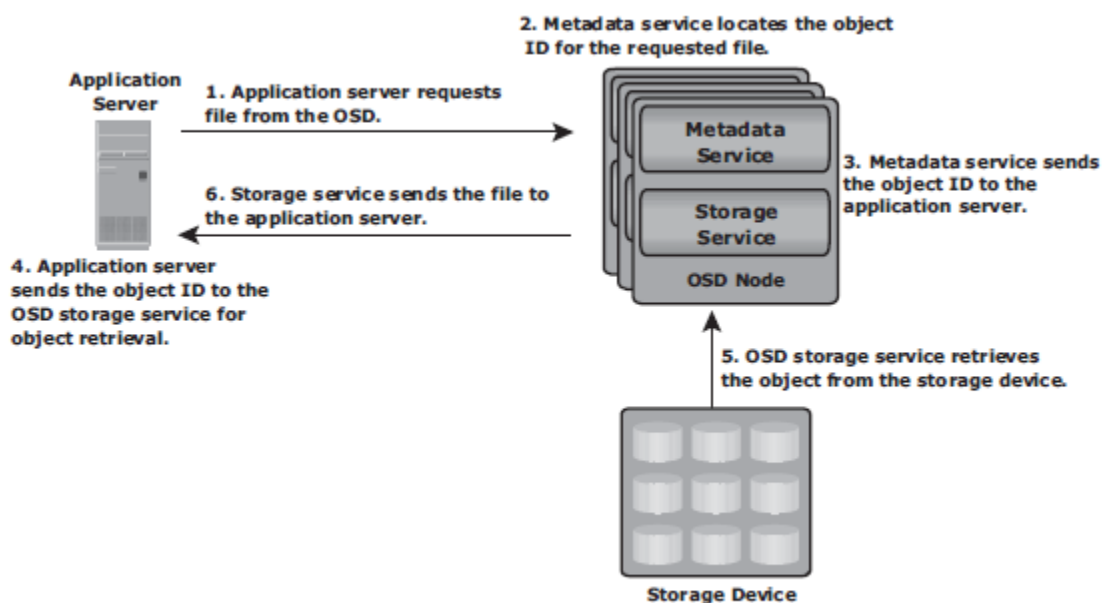 2. Metadata service locates the object
ID for the requested file.
Application
Server
1. Application server requests
file from the OSD.
Metadata
Service
3. Metadata service sends
the object ID to the
application server.
6. Storage service sends the file to
the application server.
Storage
Service
4. Application server
sends the object ID to the
OSD storage service for
object retrieval.
OSD Node
5. OSD storage service retrieves
the object from the storage device.
Storage Device